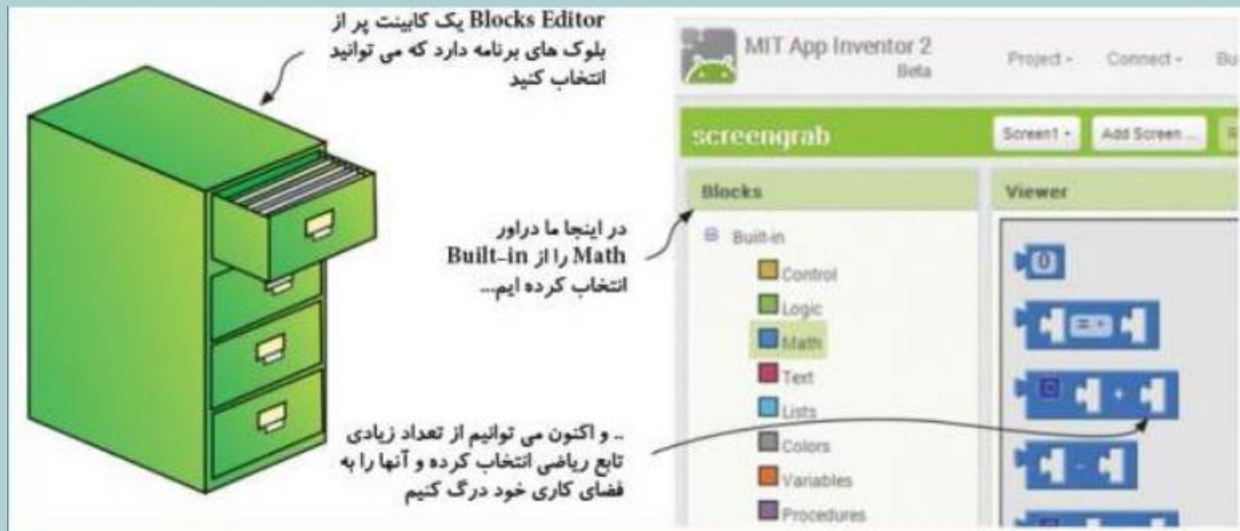 Blocks Editor یک کابینت پر از
بلوک های برنامه دارد که می توانید
انتخاب کنید
MIT App Inventor 2
Beta
Project
Connect
Bu
screengrab
Screen1
Add Screen ...
Blocks
Viewer
در اینجا ما دراور
Math را از Built-in
انتخاب کرده ایم...
Built-in
Control
Logic
Math
Text
Lists
Colors
Variables
Procedures
0
=
+
-
.. و اکنون می توانیم از تعداد زیادی
تابع ریاضی انتخاب کرده و آنها را به
فضای کاری خود درگ کنیم